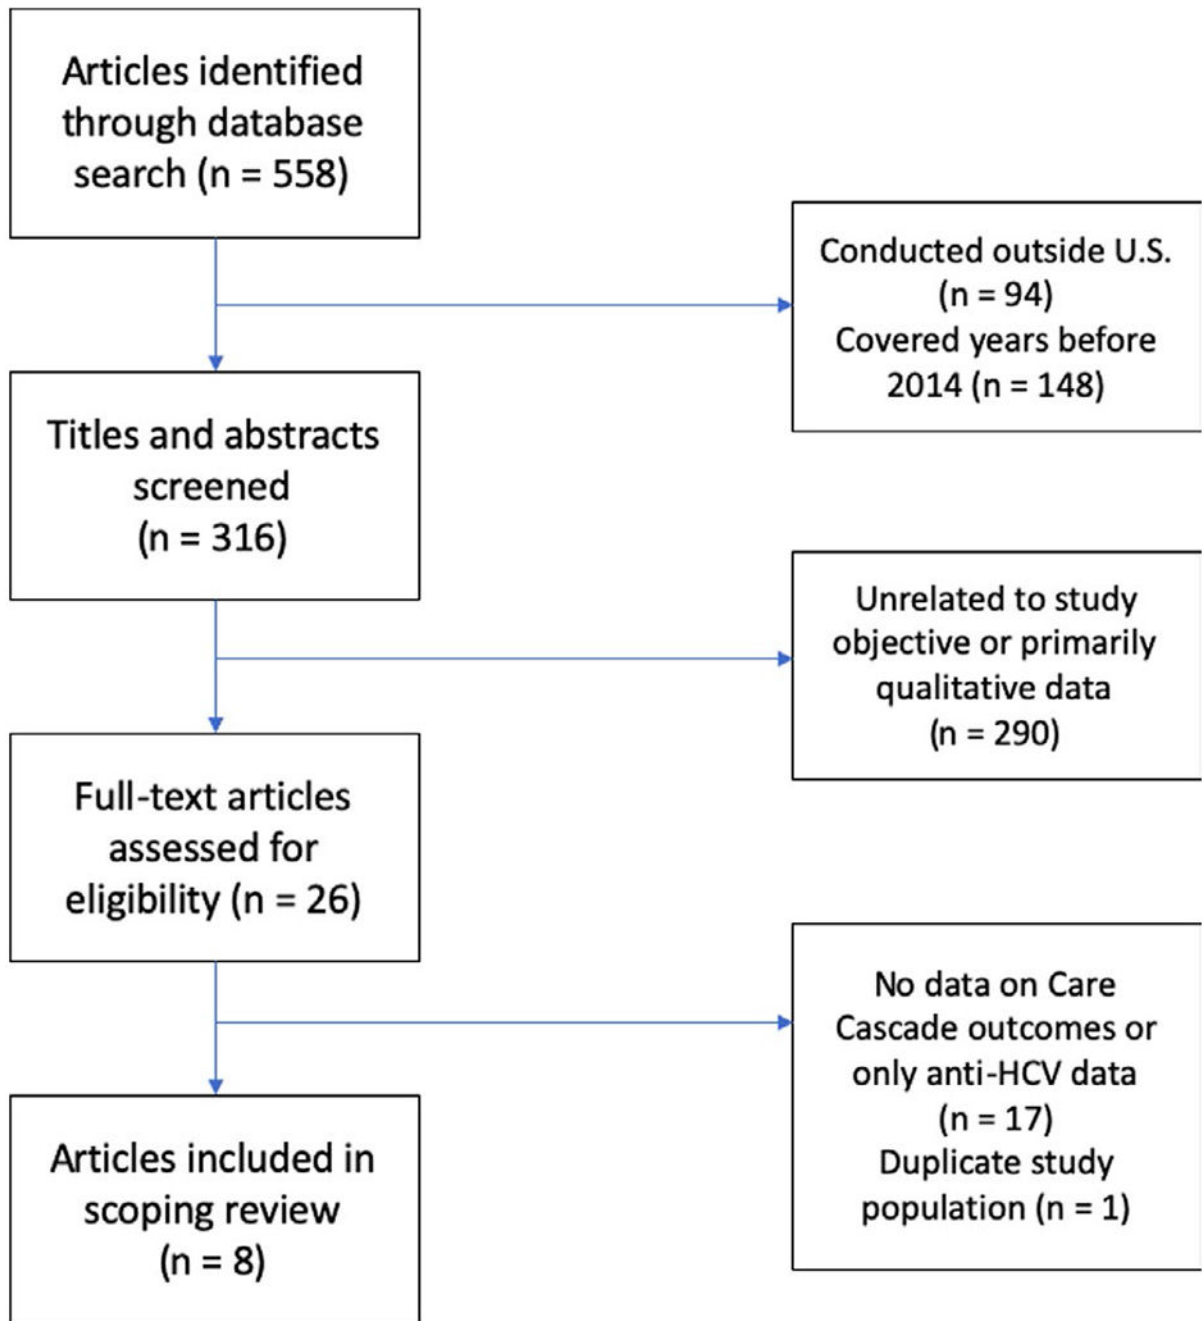 Articles identified
through database
search (n = 558)
Conducted outside U.S.
(n = 94)
Covered years before
2014 (n = 148)
Titles and abstracts
screened
(n = 316)
Unrelated to study
objective or primarily
qualitative data
(n = 290)
Full-text articles
assessed for
eligibility (n = 26)
No data on Care
Cascade outcomes or
only anti-HCV data
(n = 17)
Duplicate study
population (n = 1)
Articles included in
scoping review
(n = 8)